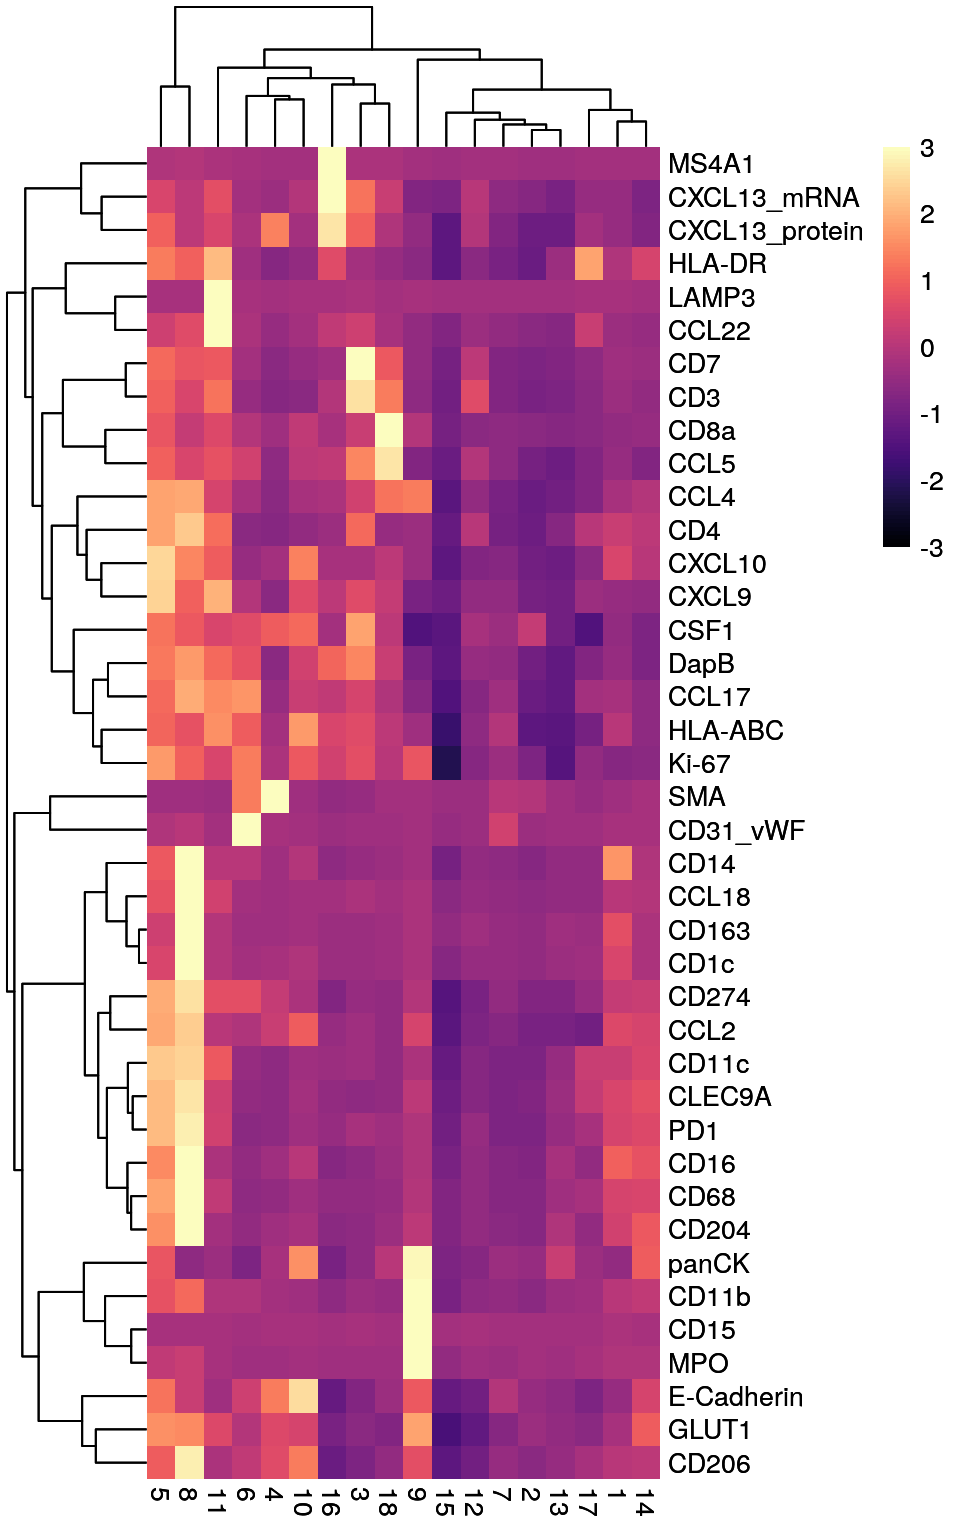 MS4A1
CXCL13_mRNA
CXCL13_protein
HLA-DR
LAMP3
CCL22
CD7
CD3
CD8a
CCL5
CCL4
CD4
CXCL10
CXCL9
CSF1
DapB
CCL17
HLA-ABC
Ki-67
SMA
CD31_vWF
CD14
CCL18
CD163
CD1c
CD274
CCL2
CD11c
CLEC9A
PD1
CD16
CD68
CD204
panCK
CD11b
CD15
MPO
E-Cadherin
GLUT1
CD206
3
2
1
0
-1
-2
-3
5 8 11 6 4 10 16 3 18 9 15 12 7 2 13 17 1 14